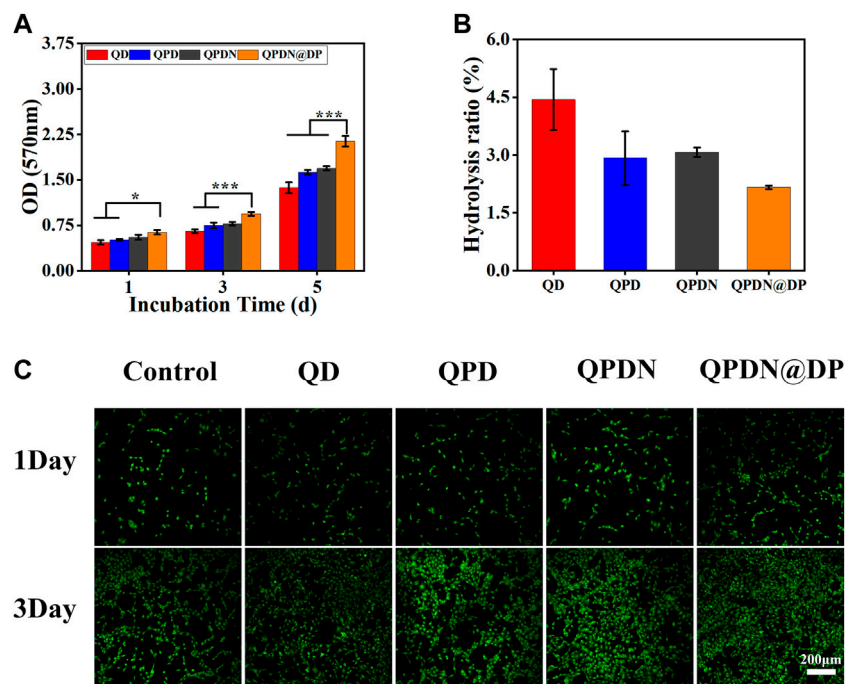 A
3.75
3.00
2.25
1.50
0.75
0.00
OD (570nm)
QD QPD QPDN QPDN@DP
* *** ***
1 3 5
Incubation Time (d)
B
6.0
4.5
3.0
1.5
0.0
Hydrolysis ratio (%)
QD QPD QPDN QPDN@DP
C
Control QD QPD QPDN QPDN@DP
1Day
3Day
200μm